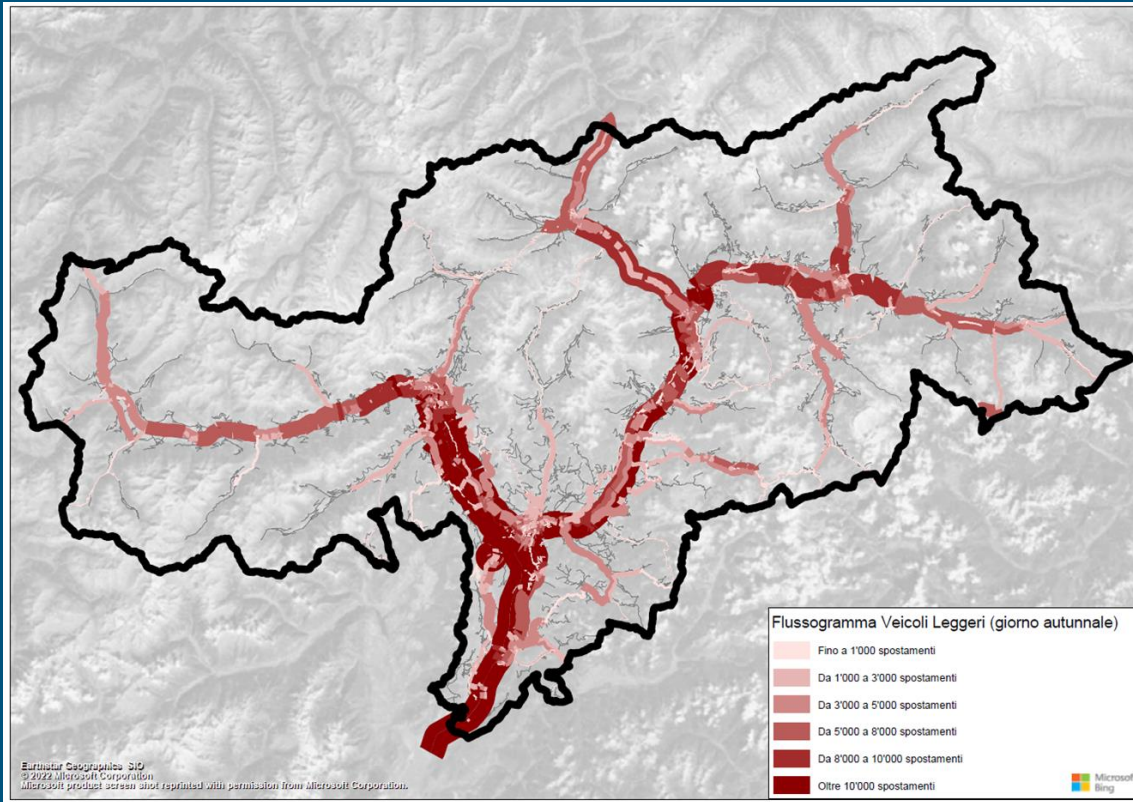 Flussogramma Veicoli Leggeri (giorno autunnale)
Fino a 1'000 spostamenti
Da 1'000 a 3'000 spostamenti
Da 3'000 a 5'000 spostamenti
Da 5'000 a 8'000 spostamenti
Da 8'000 a 10'000 spostamenti
Oltre 10'000 spostamenti
Earthstar Geographics SIO
© 2022 Microsoft Corporation
Microsoft product screen shot reprinted with permission from Microsoft Corporation.
Microsoft
Bing